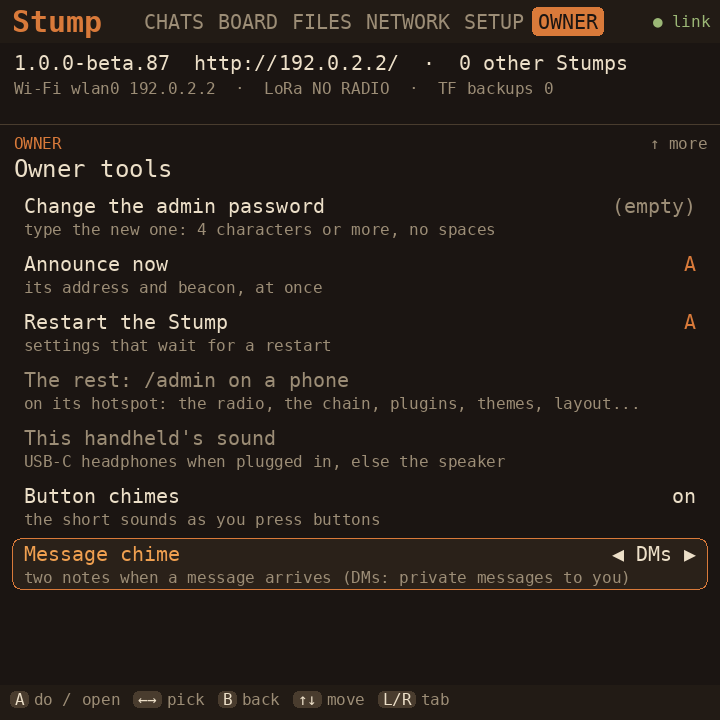 Stump CHATS BOARD FILES NETWORK SETUP OWNER ● link
1.0.0-beta.87 http://192.0.2.2/ · 0 other Stumps
Wi-Fi wlan0 192.0.2.2 · LoRa NO RADIO · TF backups 0
OWNER ↑ more
Owner tools
Change the admin password (empty)
type the new one: 4 characters or more, no spaces
Announce now A
its address and beacon, at once
Restart the Stump A
settings that wait for a restart
The rest: /admin on a phone
on its hotspot: the radio, the chain, plugins, themes, layout...
This handheld's sound
USB-C headphones when plugged in, else the speaker
Button chimes on
the short sounds as you press buttons
Message chime ◀ DMs ▶
two notes when a message arrives (DMs: private messages to you)
A do / open ←→ pick B back ↑↓ move L/R tab